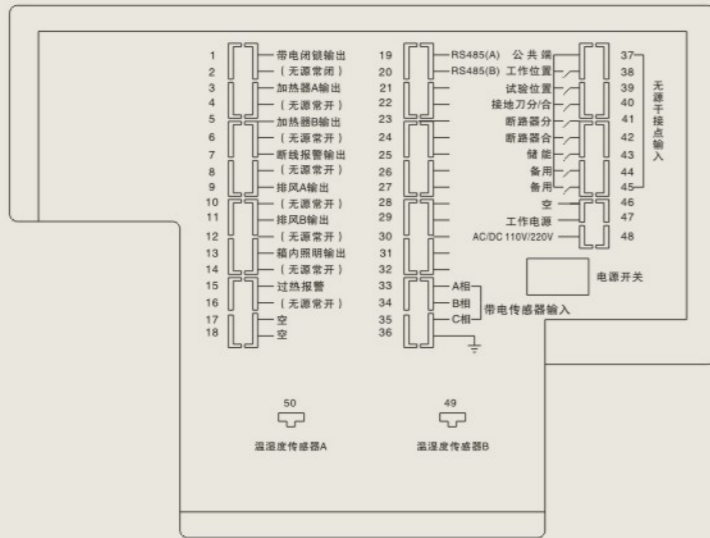 1 带电闭锁输出
2 (无源常闭)
3 加热器A输出
4 (无源常开)
5 加热器B输出
6 (无源常开)
7 断线报警输出
8 (无源常开)
9 排风A输出
10 (无源常开)
11 排风B输出
12 (无源常开)
13 箱内照明输出
14 (无源常开)
15 过热报警
16 (无源常开)
17 空
18 空
19 RS485(A)
20 RS485(B)
21
22
23
24
25
26
27
28
29
30
31
32
33 A相
34 B相
35 C相
36
带电传感器输入
公共端 37
工作位置 38
试验位置 39
接地刀分/合 40
断路器分 41
断路器合 42
储能 43
备用 44
备用 45
空 46
工作电源 47
AC/DC 110V/220V 48
无源干接点输入
电源开关
50
温湿度传感器A
49
温湿度传感器B